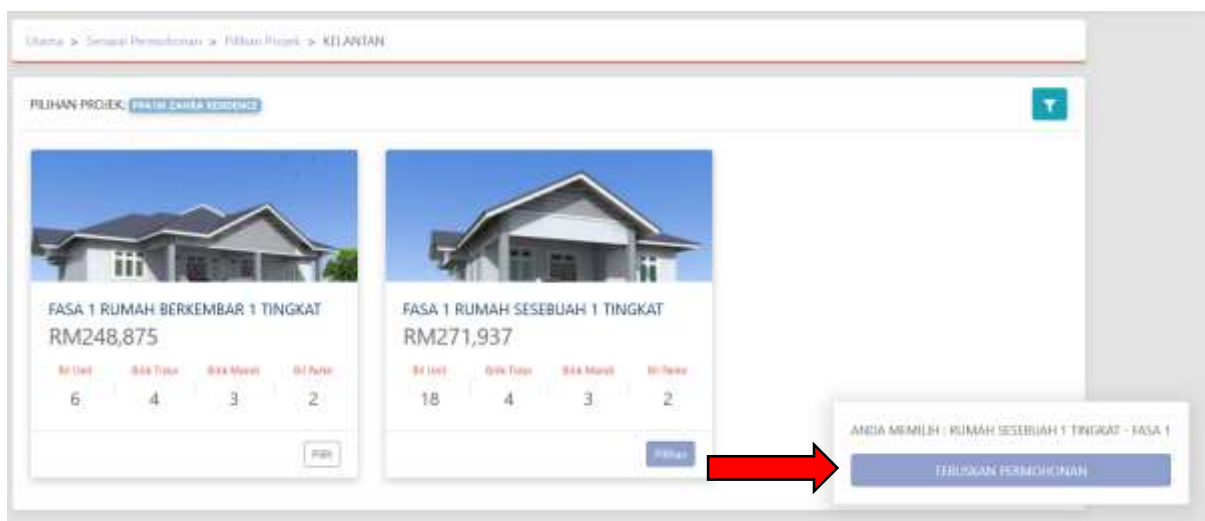 Utama > Senarai Permohonan > Pilihan Projek > KELANTAN
PILIHAN PROJEK: PPA1M ZAHRA RESIDENCE
FASA 1 RUMAH BERKEMBAR 1 TINGKAT
RM248,875
Bil Unit Bilik Tidur Bilik Mandi Bil Parkir
6 4 3 2
Pilih
FASA 1 RUMAH SESEBUAH 1 TINGKAT
RM271,937
Bil Unit Bilik Tidur Bilik Mandi Bil Parkir
18 4 3 2
Pilihan
ANDA MEMILIH : RUMAH SESEBUAH 1 TINGKAT - FASA 1
TERUSKAN PERMOHONAN